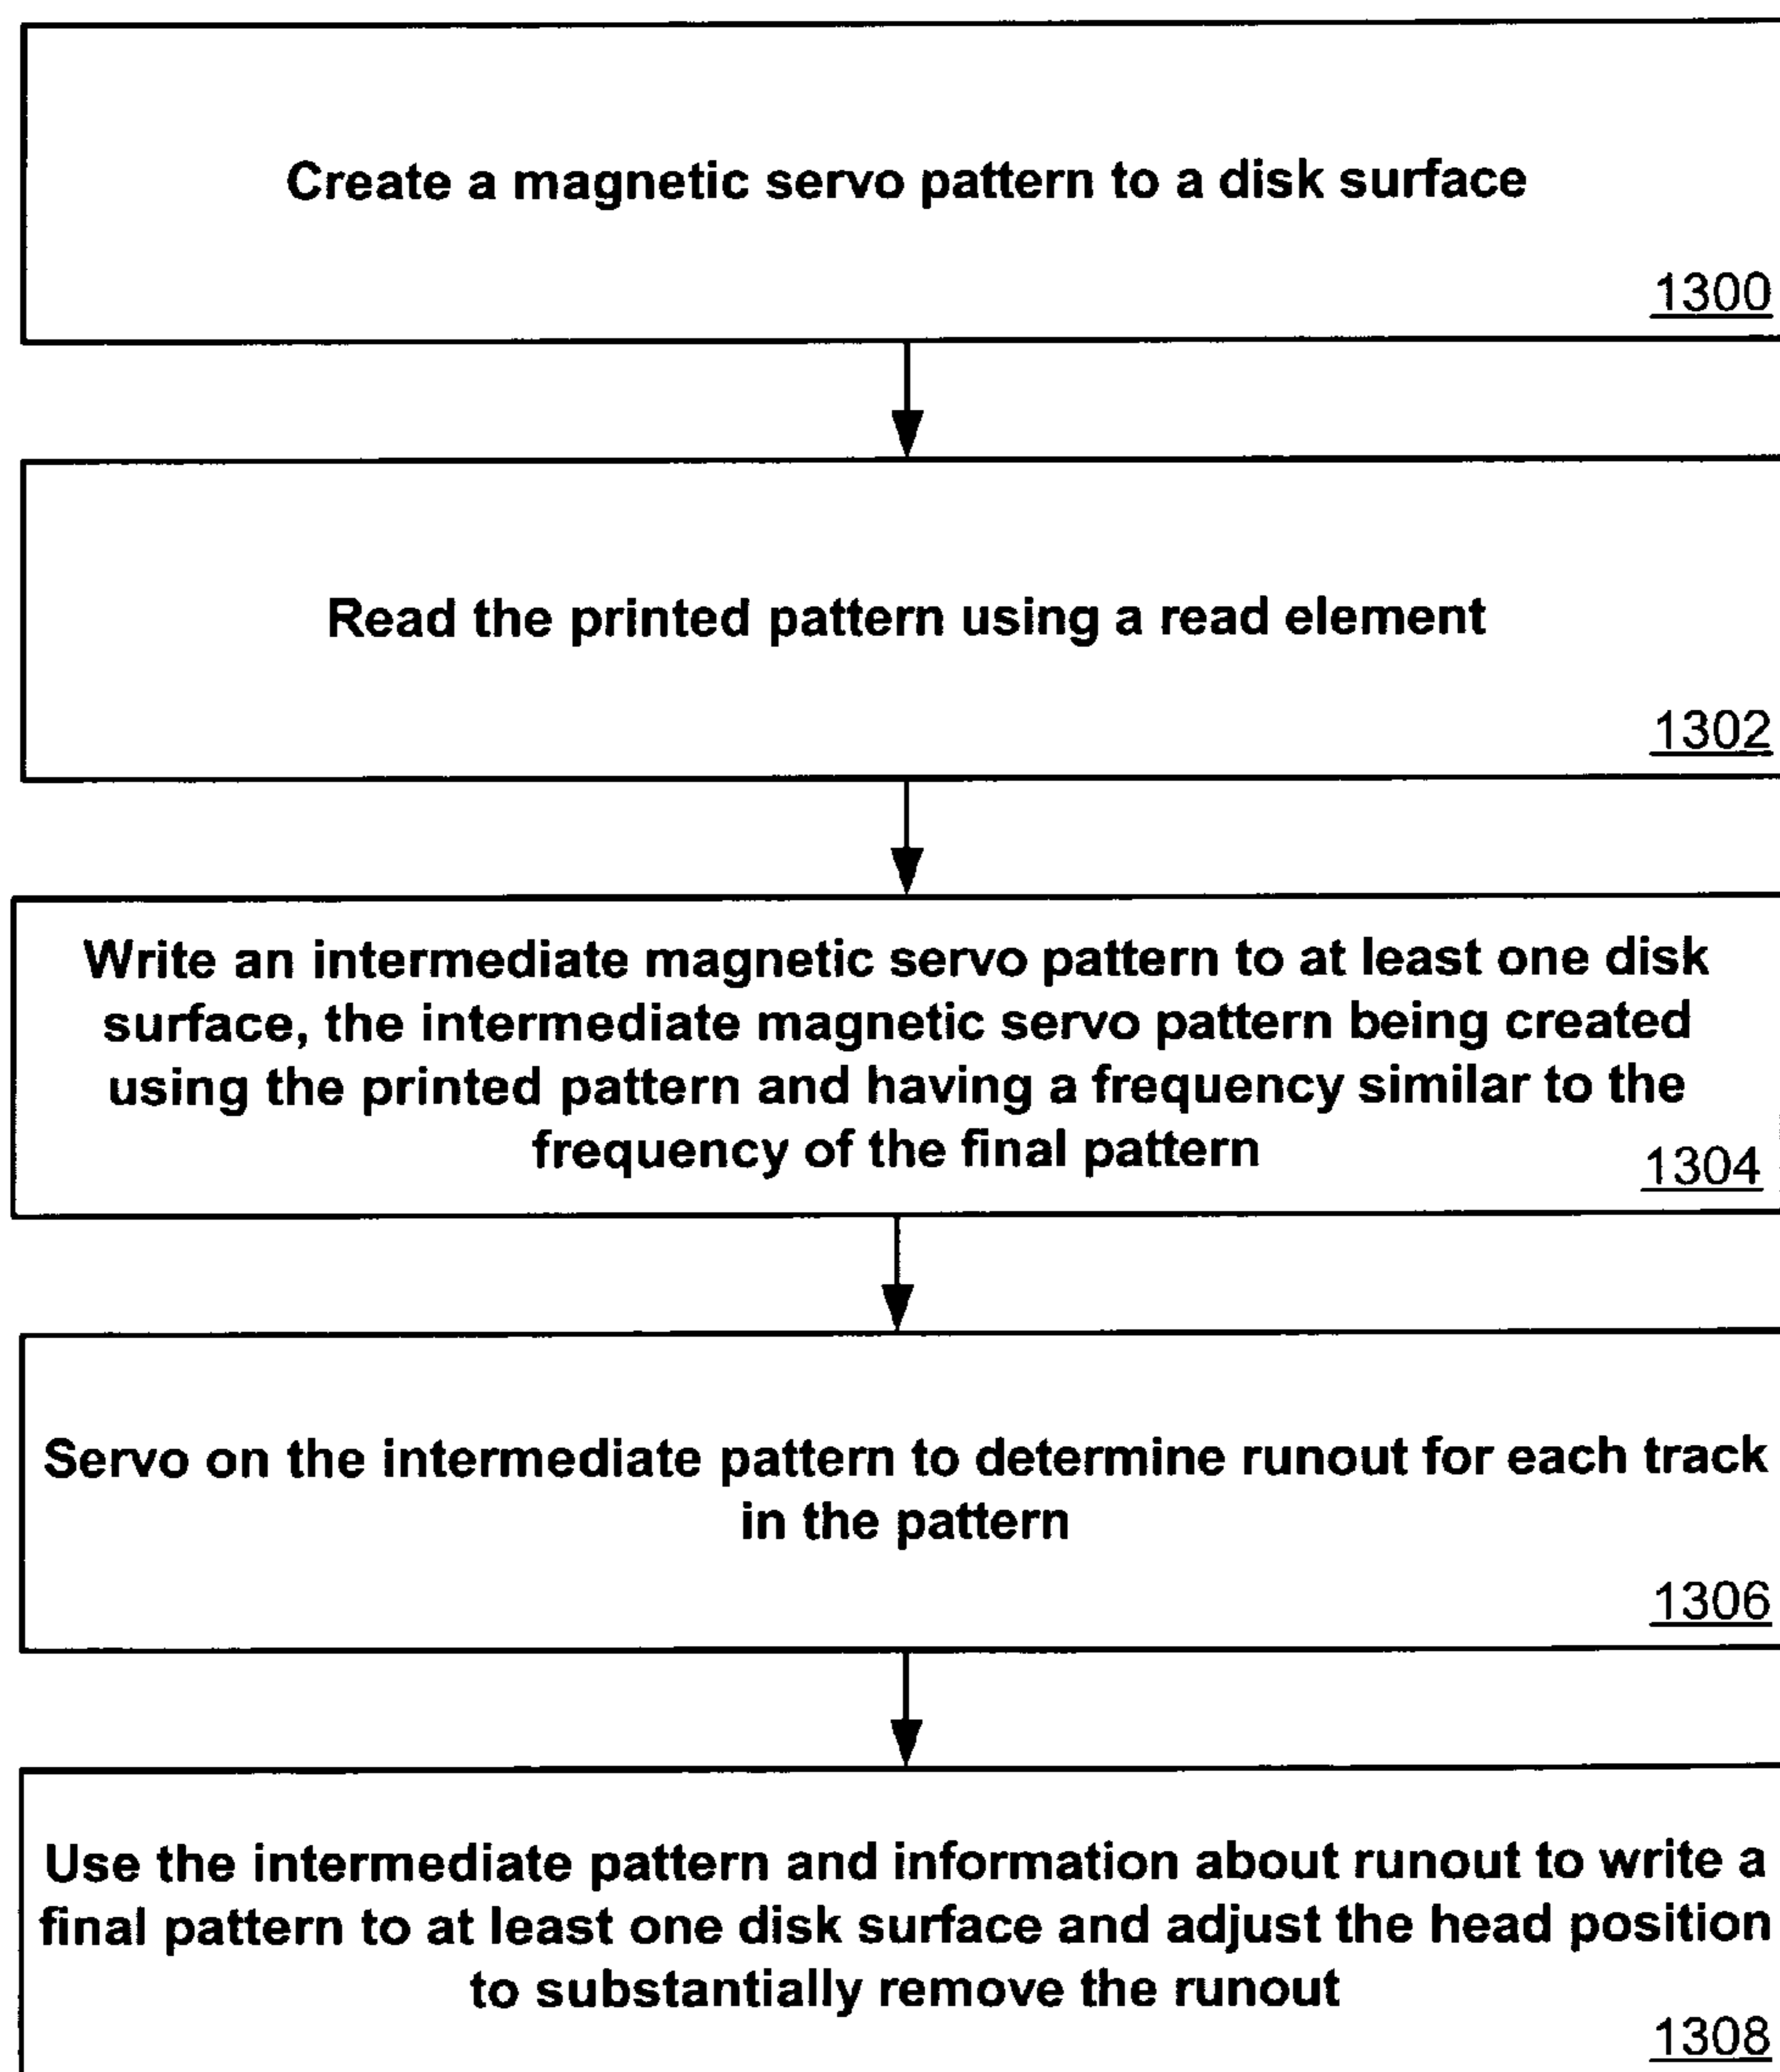 Create a magnetic servo pattern to a disk surface
1300
Read the printed pattern using a read element
1302
Write an intermediate magnetic servo pattern to at least one disk
surface, the intermediate magnetic servo pattern being created
using the printed pattern and having a frequency similar to the
frequency of the final pattern
1304
Servo on the intermediate pattern to determine runout for each track
in the pattern
1306
Use the intermediate pattern and information about runout to write a
final pattern to at least one disk surface and adjust the head position
to substantially remove the runout
1308